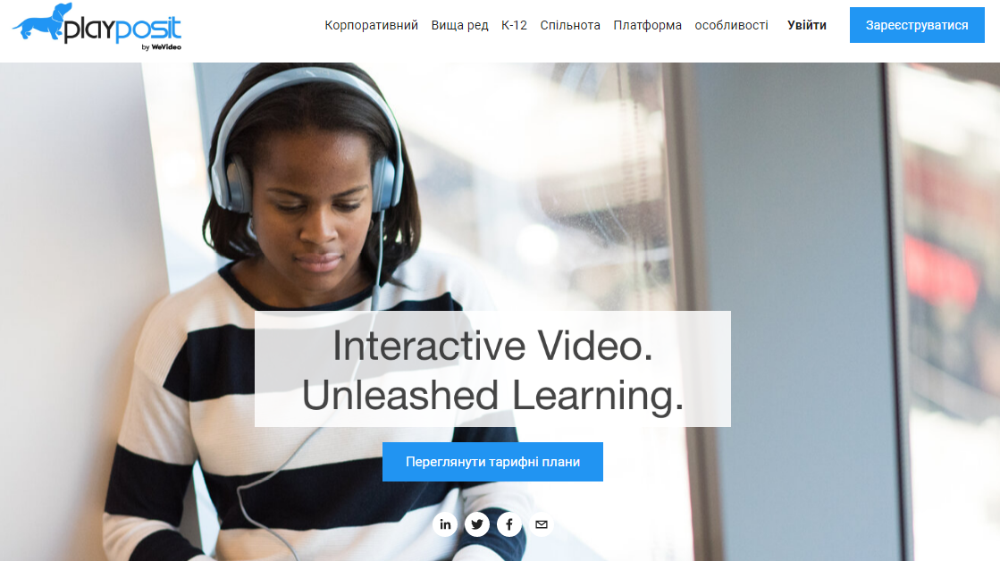 playposit
by WeVideo
Корпоративний Вища ред К-12 Спільнота Платформа особливості Увійти Зареєструватися
Interactive Video.
Unleashed Learning.
Переглянути тарифні плани